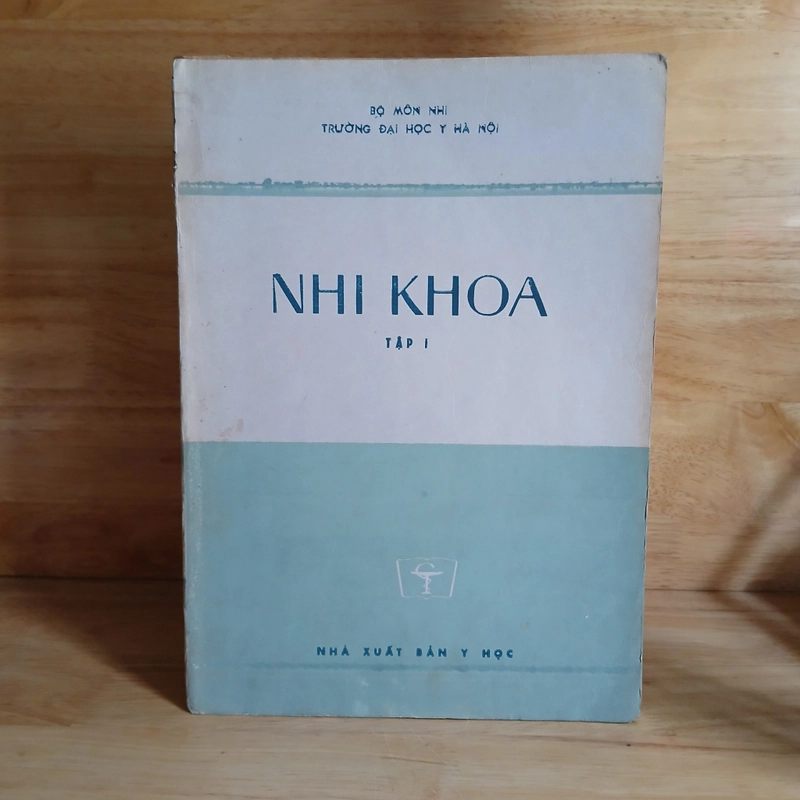 BỘ MÔN NHI
TRƯỜNG ĐẠI HỌC Y HÀ NỘI
NHI KHOA
TẬP I
NHÀ XUẤT BẢN Y HỌC